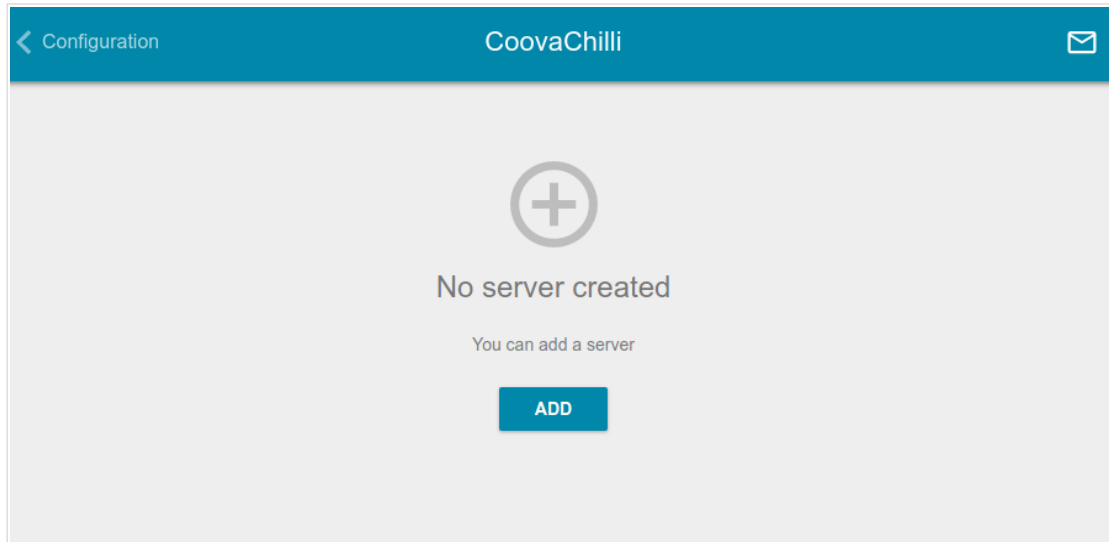 Configuration
CoovaChilli
No server created
You can add a server
ADD